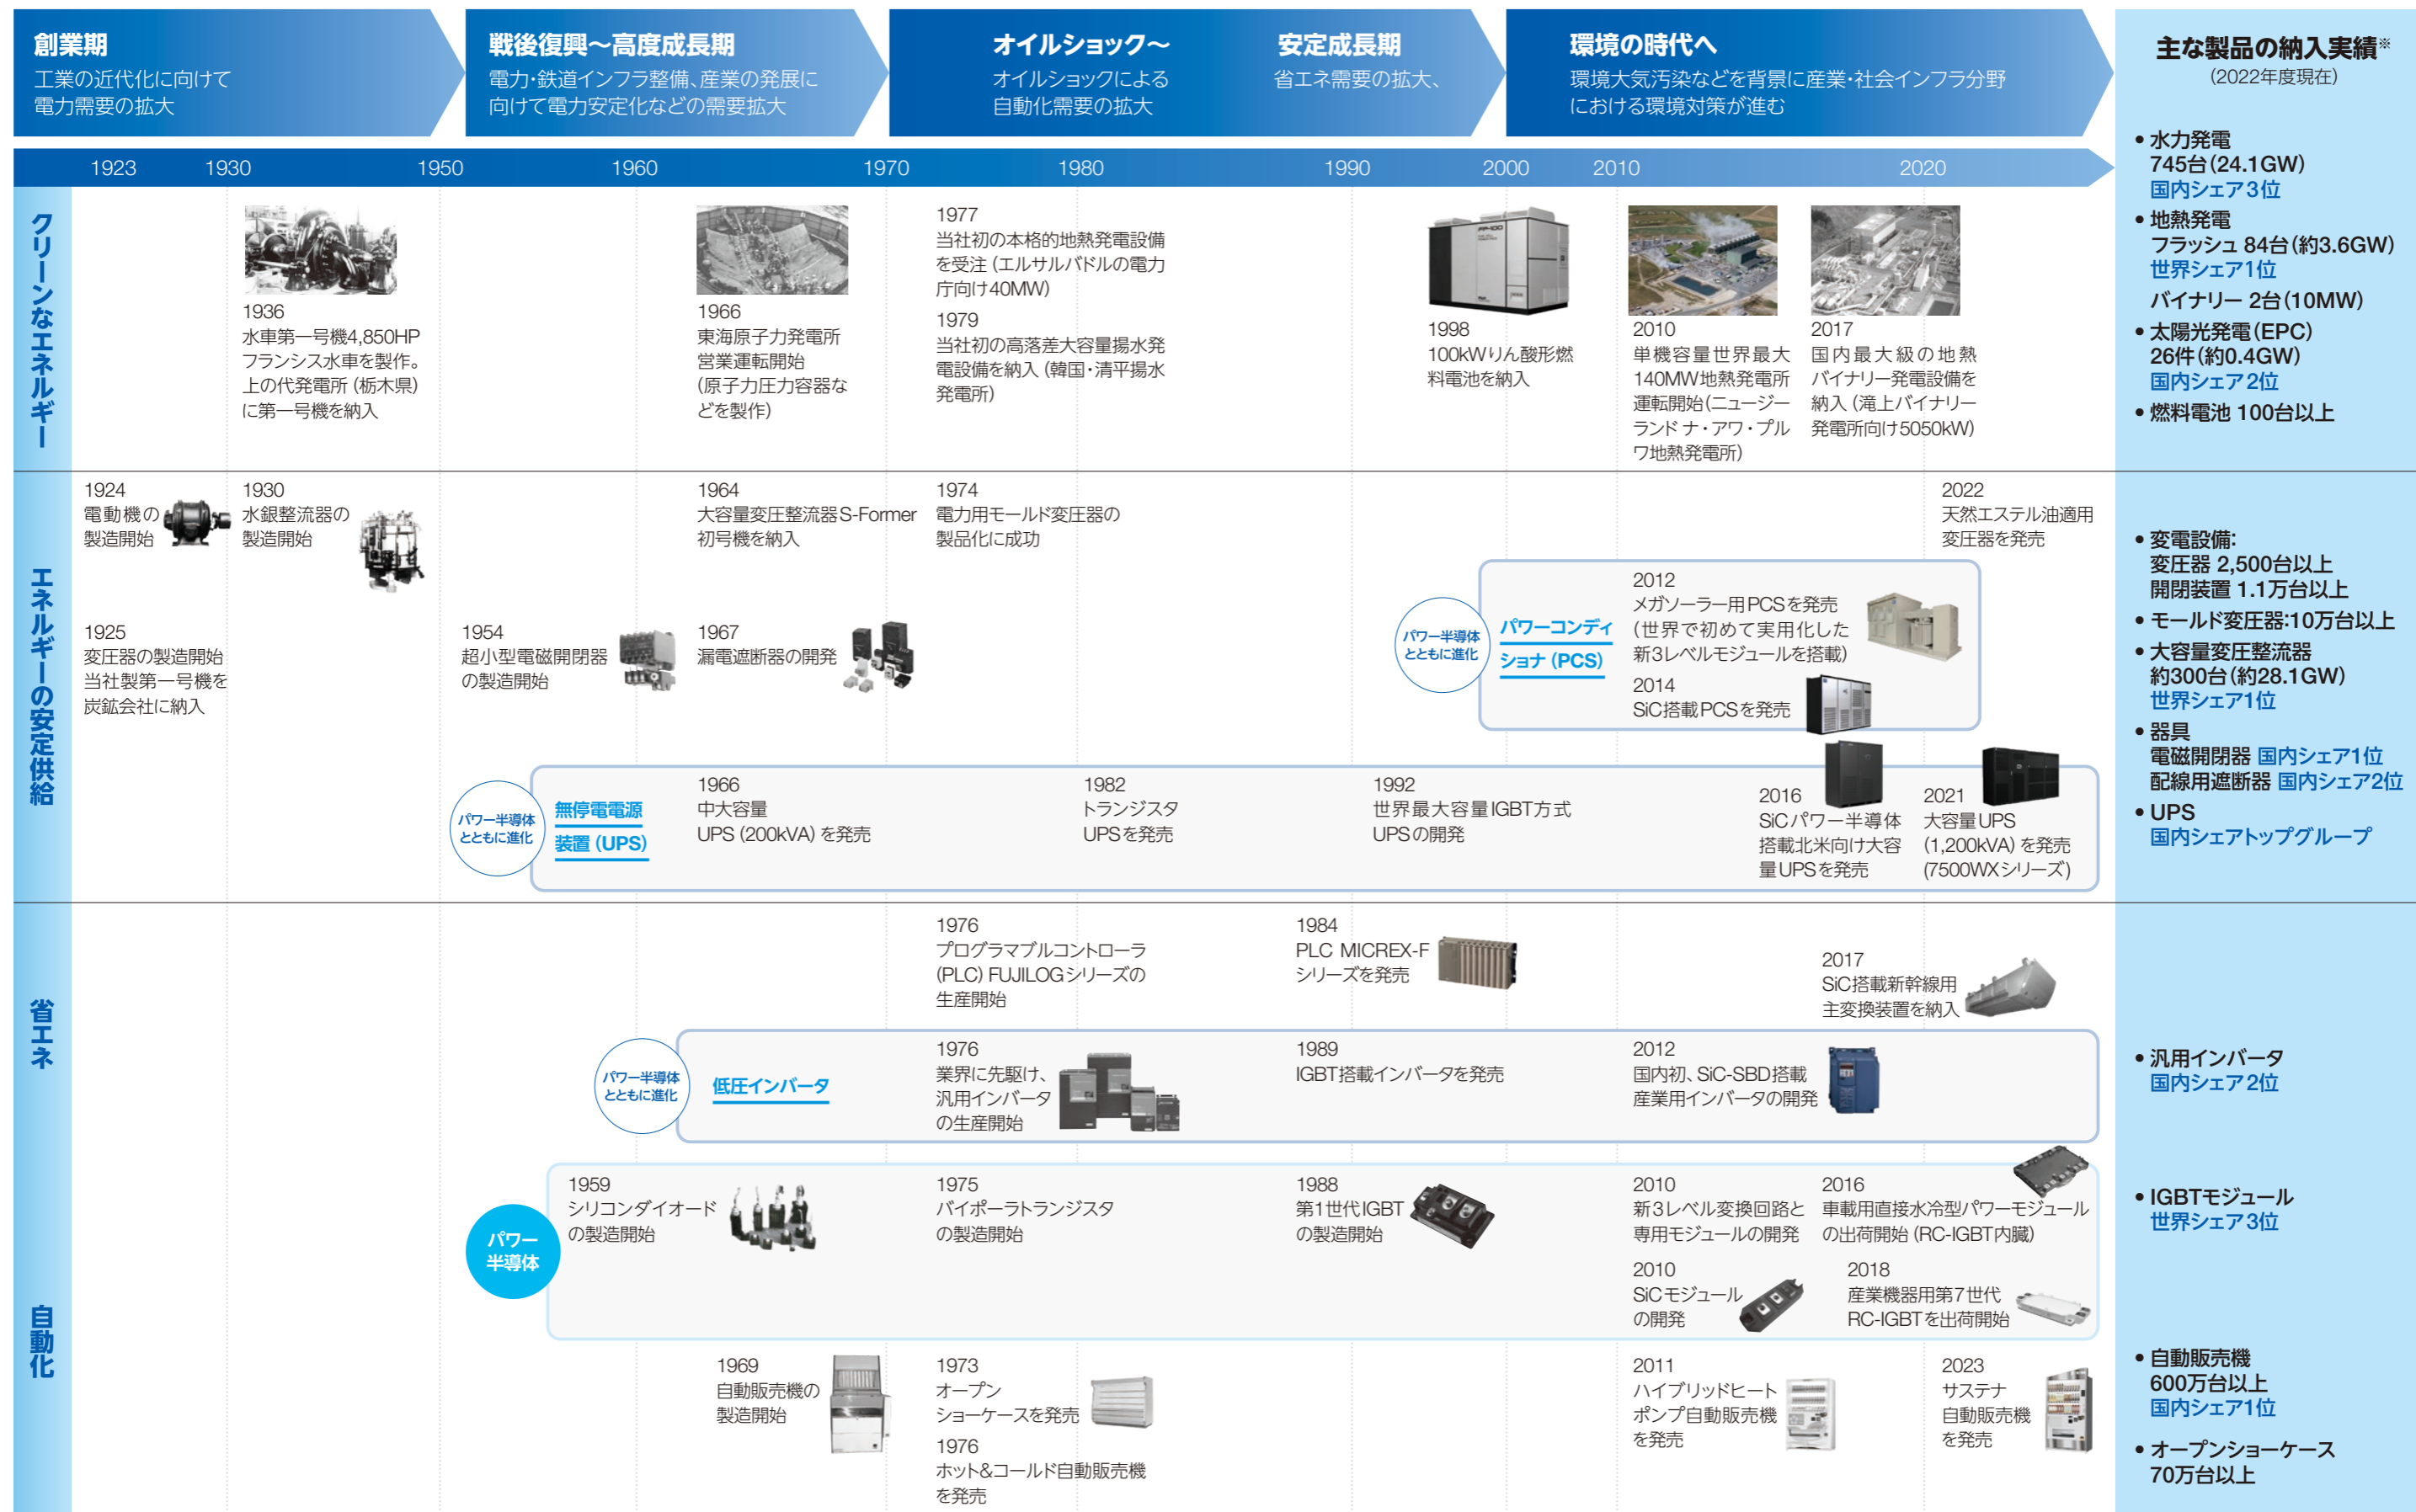 創業期
工業の近代化に向けて
電力需要の拡大
戦後復興～高度成長期
電力・鉄道インフラ整備、産業の発展に
向けて電力安定化などの需要拡大
オイルショック～
オイルショックによる
自動化需要の拡大
安定成長期
省エネ需要の拡大、
環境の時代へ
環境大気汚染などを背景に産業・社会インフラ分野
における環境対策が進む
主な製品の納入実績※
(2022年度現在)
1923
1930
1950
1960
1970
1980
1990
2000
2010
2020
クリーンなエネルギー
1936
水車第一号機4,850HP
フランシス水車を製作。
上の代発電所 (栃木県)
に第一号機を納入
1966
東海原子力発電所
営業運転開始
(原子力圧力容器な
どを製作)
1977
当社初の本格的地熱発電設備
を受注 (エルサルバドルの電力
庁向け40MW)
1979
当社初の高落差大容量揚水発
電設備を納入 (韓国・清平揚水
発電所)
FP-100
1998
100kWりん酸形燃
料電池を納入
2010
単機容量世界最大
140MW地熱発電所
運転開始(ニュージー
ランド ナ・アワ・プル
ワ地熱発電所)
2017
国内最大級の地熱
バイナリー発電設備を
納入 (滝上バイナリー
発電所向け5050kW)
• 水力発電
745台(24.1GW)
国内シェア3位
• 地熱発電
フラッシュ 84台(約3.6GW)
世界シェア1位
バイナリー 2台(10MW)
• 太陽光発電(EPC)
26件(約0.4GW)
国内シェア2位
• 燃料電池 100台以上
エネルギーの安定供給
1924
電動機の
製造開始
1930
水銀整流器の
製造開始
1964
大容量変圧整流器S-Former
初号機を納入
1974
電力用モールド変圧器の
製品化に成功
2022
天然エステル油適用
変圧器を発売
1925
変圧器の製造開始
当社製第一号機を
炭鉱会社に納入
1954
超小型電磁開閉器
の製造開始
1967
漏電遮断器の開発
パワー半導体
とともに進化
パワーコンディ
ショナ (PCS)
2012
メガソーラー用PCSを発売
(世界で初めて実用化した
新3レベルモジュールを搭載)
2014
SiC搭載PCSを発売
パワー半導体
とともに進化
無停電電源
装置 (UPS)
1966
中大容量
UPS (200kVA) を発売
1982
トランジスタ
UPSを発売
1992
世界最大容量IGBT方式
UPSの開発
2016
SiCパワー半導体
搭載北米向け大容
量UPSを発売
2021
大容量UPS
(1,200kVA) を発売
(7500WXシリーズ)
• 変電設備:
変圧器 2,500台以上
開閉装置 1.1万台以上
• モールド変圧器:10万台以上
• 大容量変圧整流器
約300台(約28.1GW)
世界シェア1位
• 器具
電磁開閉器 国内シェア1位
配線用遮断器 国内シェア2位
• UPS
国内シェアトップグループ
省エネ
自動化
1976
プログラマブルコントローラ
(PLC) FUJILOGシリーズの
生産開始
1984
PLC MICREX-F
シリーズを発売
2017
SiC搭載新幹線用
主変換装置を納入
パワー半導体
とともに進化
低圧インバータ
1976
業界に先駆け、
汎用インバータ
の生産開始
1989
IGBT搭載インバータを発売
2012
国内初、SiC-SBD搭載
産業用インバータの開発
• 汎用インバータ
国内シェア2位
パワー
半導体
1959
シリコンダイオード
の製造開始
1975
バイポーラトランジスタ
の製造開始
1988
第1世代IGBT
の製造開始
2010
新3レベル変換回路と
専用モジュールの開発
2016
車載用直接水冷型パワーモジュール
の出荷開始 (RC-IGBT内臓)
2010
SiCモジュール
の開発
2018
産業機器用第7世代
RC-IGBTを出荷開始
• IGBTモジュール
世界シェア3位
1969
自動販売機の
製造開始
1973
オープン
ショーケースを発売
1976
ホット&コールド自動販売機
を発売
2011
ハイブリッドヒート
ポンプ自動販売機
を発売
2023
サステナ
自動販売機
を発売
• 自動販売機
600万台以上
国内シェア1位
• オープンショーケース
70万台以上